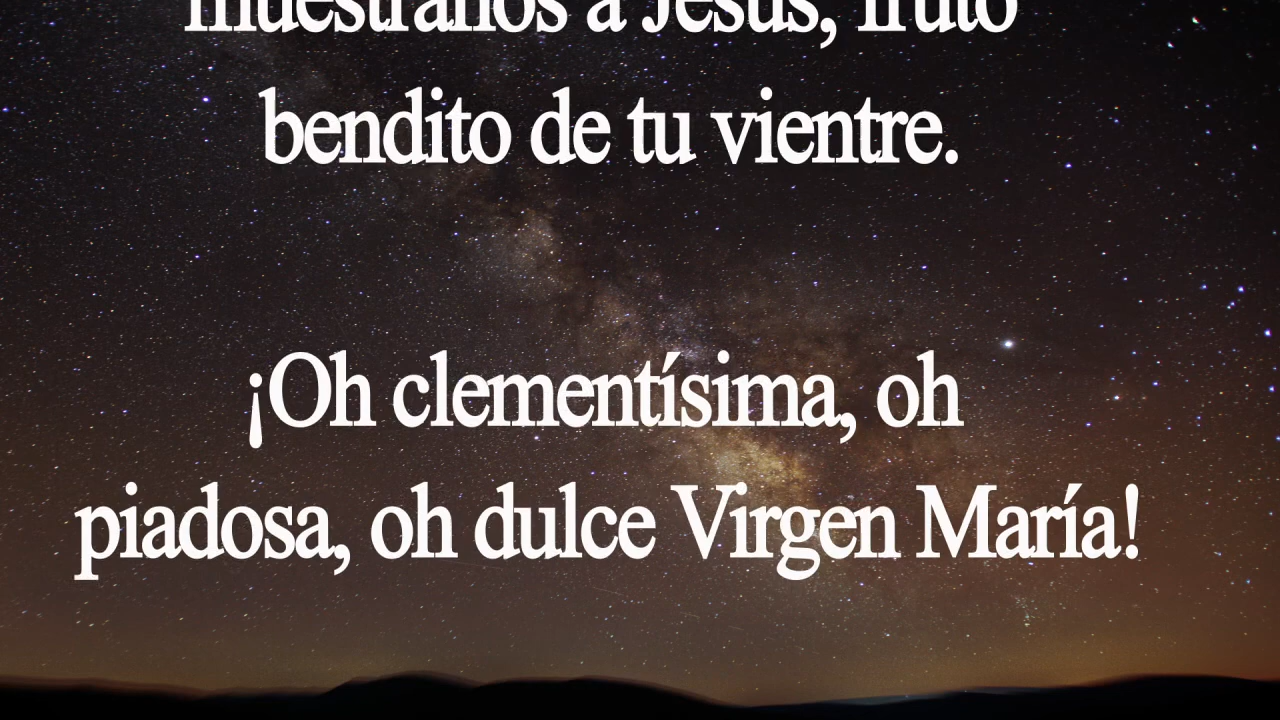 muéstranos a Jesús, fruto
bendito de tu vientre.
¡Oh clementísima, oh
piadosa, oh dulce Virgen María!